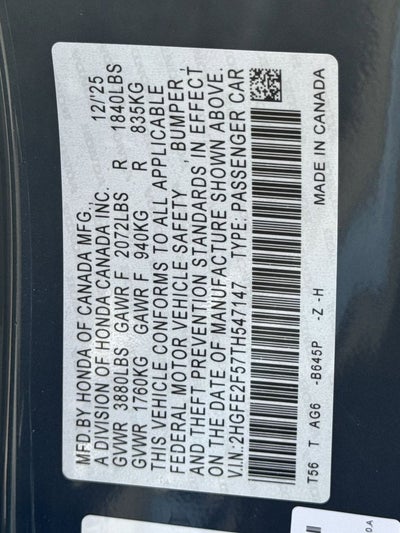 MFD BY HONDA OF CANADA MFG., 12/'25
A DIVISION OF HONDA CANADA INC.
GVWR 3880LBS GAWR F 2072LBS R 1840LBS
GVWR 1760KG GAWR F 940KG R 835KG
THIS VEHICLE CONFORMS TO ALL APPLICABLE
FEDERAL MOTOR VEHICLE SAFETY , BUMPER ,
AND THEFT PREVENTION STANDARDS IN EFFECT
ON THE DATE OF MANUFACTURE SHOWN ABOVE.
V.I.N.:2HGFE2F57TH547147 TYPE: PASSENGER CAR
T56 T AG6 -B645P -Z -H MADE IN CANADA